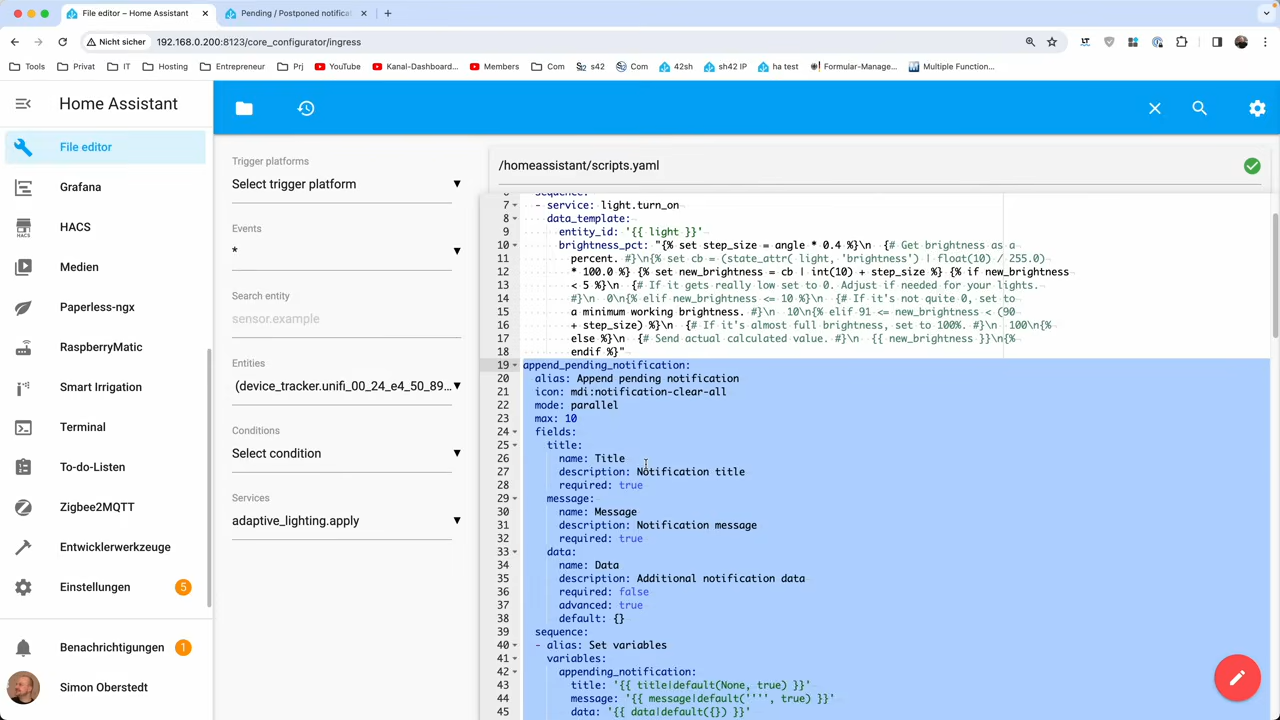 File editor – Home Assistant
Pending / Postponed notificat
Nicht sicher
192.168.0.200:8123/core_configurator/ingress
Tools
Privat
IT
Hosting
Entrepreneur
Prj
YouTube
Kanal-Dashboard...
Members
Com
s42
Com
42sh
sh42 IP
ha test
Formular-Manage...
Multiple Function...
Home Assistant
File editor
Grafana
HACS
Medien
Paperless-ngx
RaspberryMatic
Smart Irrigation
Terminal
To-do-Listen
Zigbee2MQTT
Entwicklerwerkzeuge
Einstellungen 5
Benachrichtigungen 1
Simon Oberstedt
Trigger platforms
Select trigger platform
Events
*
Search entity
sensor.example
Entities
(device_tracker.unifi_00_24_e4_50_89...
Conditions
Select condition
Services
adaptive_lighting.apply
/homeassistant/scripts.yaml
6 sequence:
7 - service: light.turn_on
8 data_template:
9 entity_id: '{{ light }}'
10 brightness_pct: "{% set step_size = angle * 0.4 %}\n {# Get brightness as a
11 percent. #}\n{% set cb = (state_attr( light, 'brightness') | float(10) / 255.0)
12 * 100.0 %} {% set new_brightness = cb | int(10) + step_size %} {% if new_brightness
13 < 5 %}\n {# If it gets really low set to 0. Adjust if needed for your lights.
14 #}\n 0\n{% elif new_brightness <= 10 %}\n {# If it's not quite 0, set to
15 a minimum working brightness. #}\n 10\n{% elif 91 <= new_brightness < (90
16 + step_size) %}\n {# If it's almost full brightness, set to 100%. #}\n 100\n{%
17 else %}\n {# Send actual calculated value. #}\n {{ new_brightness }}\n{%
18 endif %}"
19 append_pending_notification:
20 alias: Append pending notification
21 icon: mdi:notification-clear-all
22 mode: parallel
23 max: 10
24 fields:
25 title:
26 name: Title
27 description: Notification title
28 required: true
29 message:
30 name: Message
31 description: Notification message
32 required: true
33 data:
34 name: Data
35 description: Additional notification data
36 required: false
37 advanced: true
38 default: {}
39 sequence:
40 - alias: Set variables
41 variables:
42 appending_notification:
43 title: '{{ title|default(None, true) }}'
44 message: '{{ message|default('''', true) }}'
45 data: '{{ data|default({}) }}'